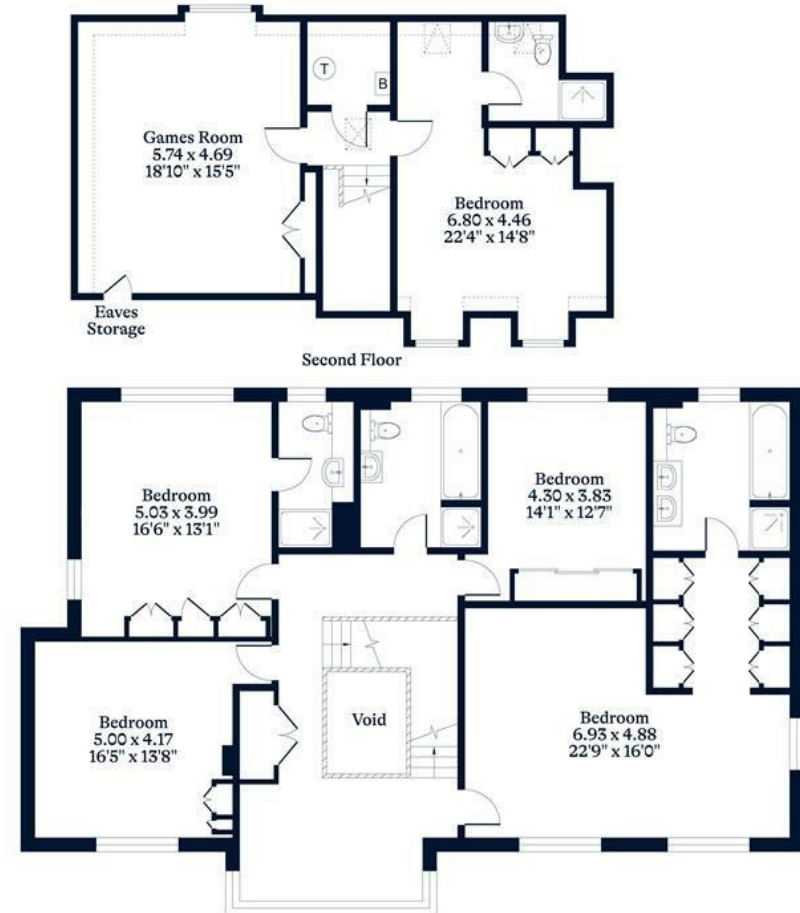 T
B
Games Room
5.74 x 4.69
18'10" x 15'5"
Bedroom
6.80 x 4.46
22'4" x 14'8"
Eaves
Storage
Second Floor
Bedroom
5.03 x 3.99
16'6" x 13'1"
Bedroom
4.30 x 3.83
14'1" x 12'7"
Bedroom
5.00 x 4.17
16'5" x 13'8"
Void
Bedroom
6.93 x 4.88
22'9" x 16'0"